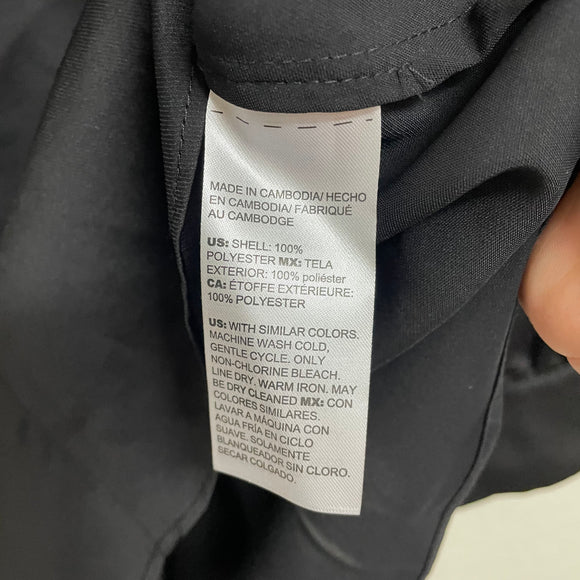 MADE IN CAMBODIA/ HECHO
EN CAMBODIA/ FABRIQUÉ
AU CAMBODGE
US: SHELL: 100%
POLYESTER MX: TELA
EXTERIOR: 100% poliéster
CA: ÉTOFFE EXTÉRIEURE:
100% POLYESTER
US: WITH SIMILAR COLORS.
MACHINE WASH COLD,
GENTLE CYCLE. ONLY
NON-CHLORINE BLEACH.
LINE DRY. WARM IRON. MAY
BE DRY CLEANED MX: CON
COLORES SIMILARES.
LAVAR A MÁQUINA CON
AGUA FRÍA EN CICLO
SUAVE. SOLAMENTE
BLANQUEADOR SIN CLORO.
SECAR COLGADO.